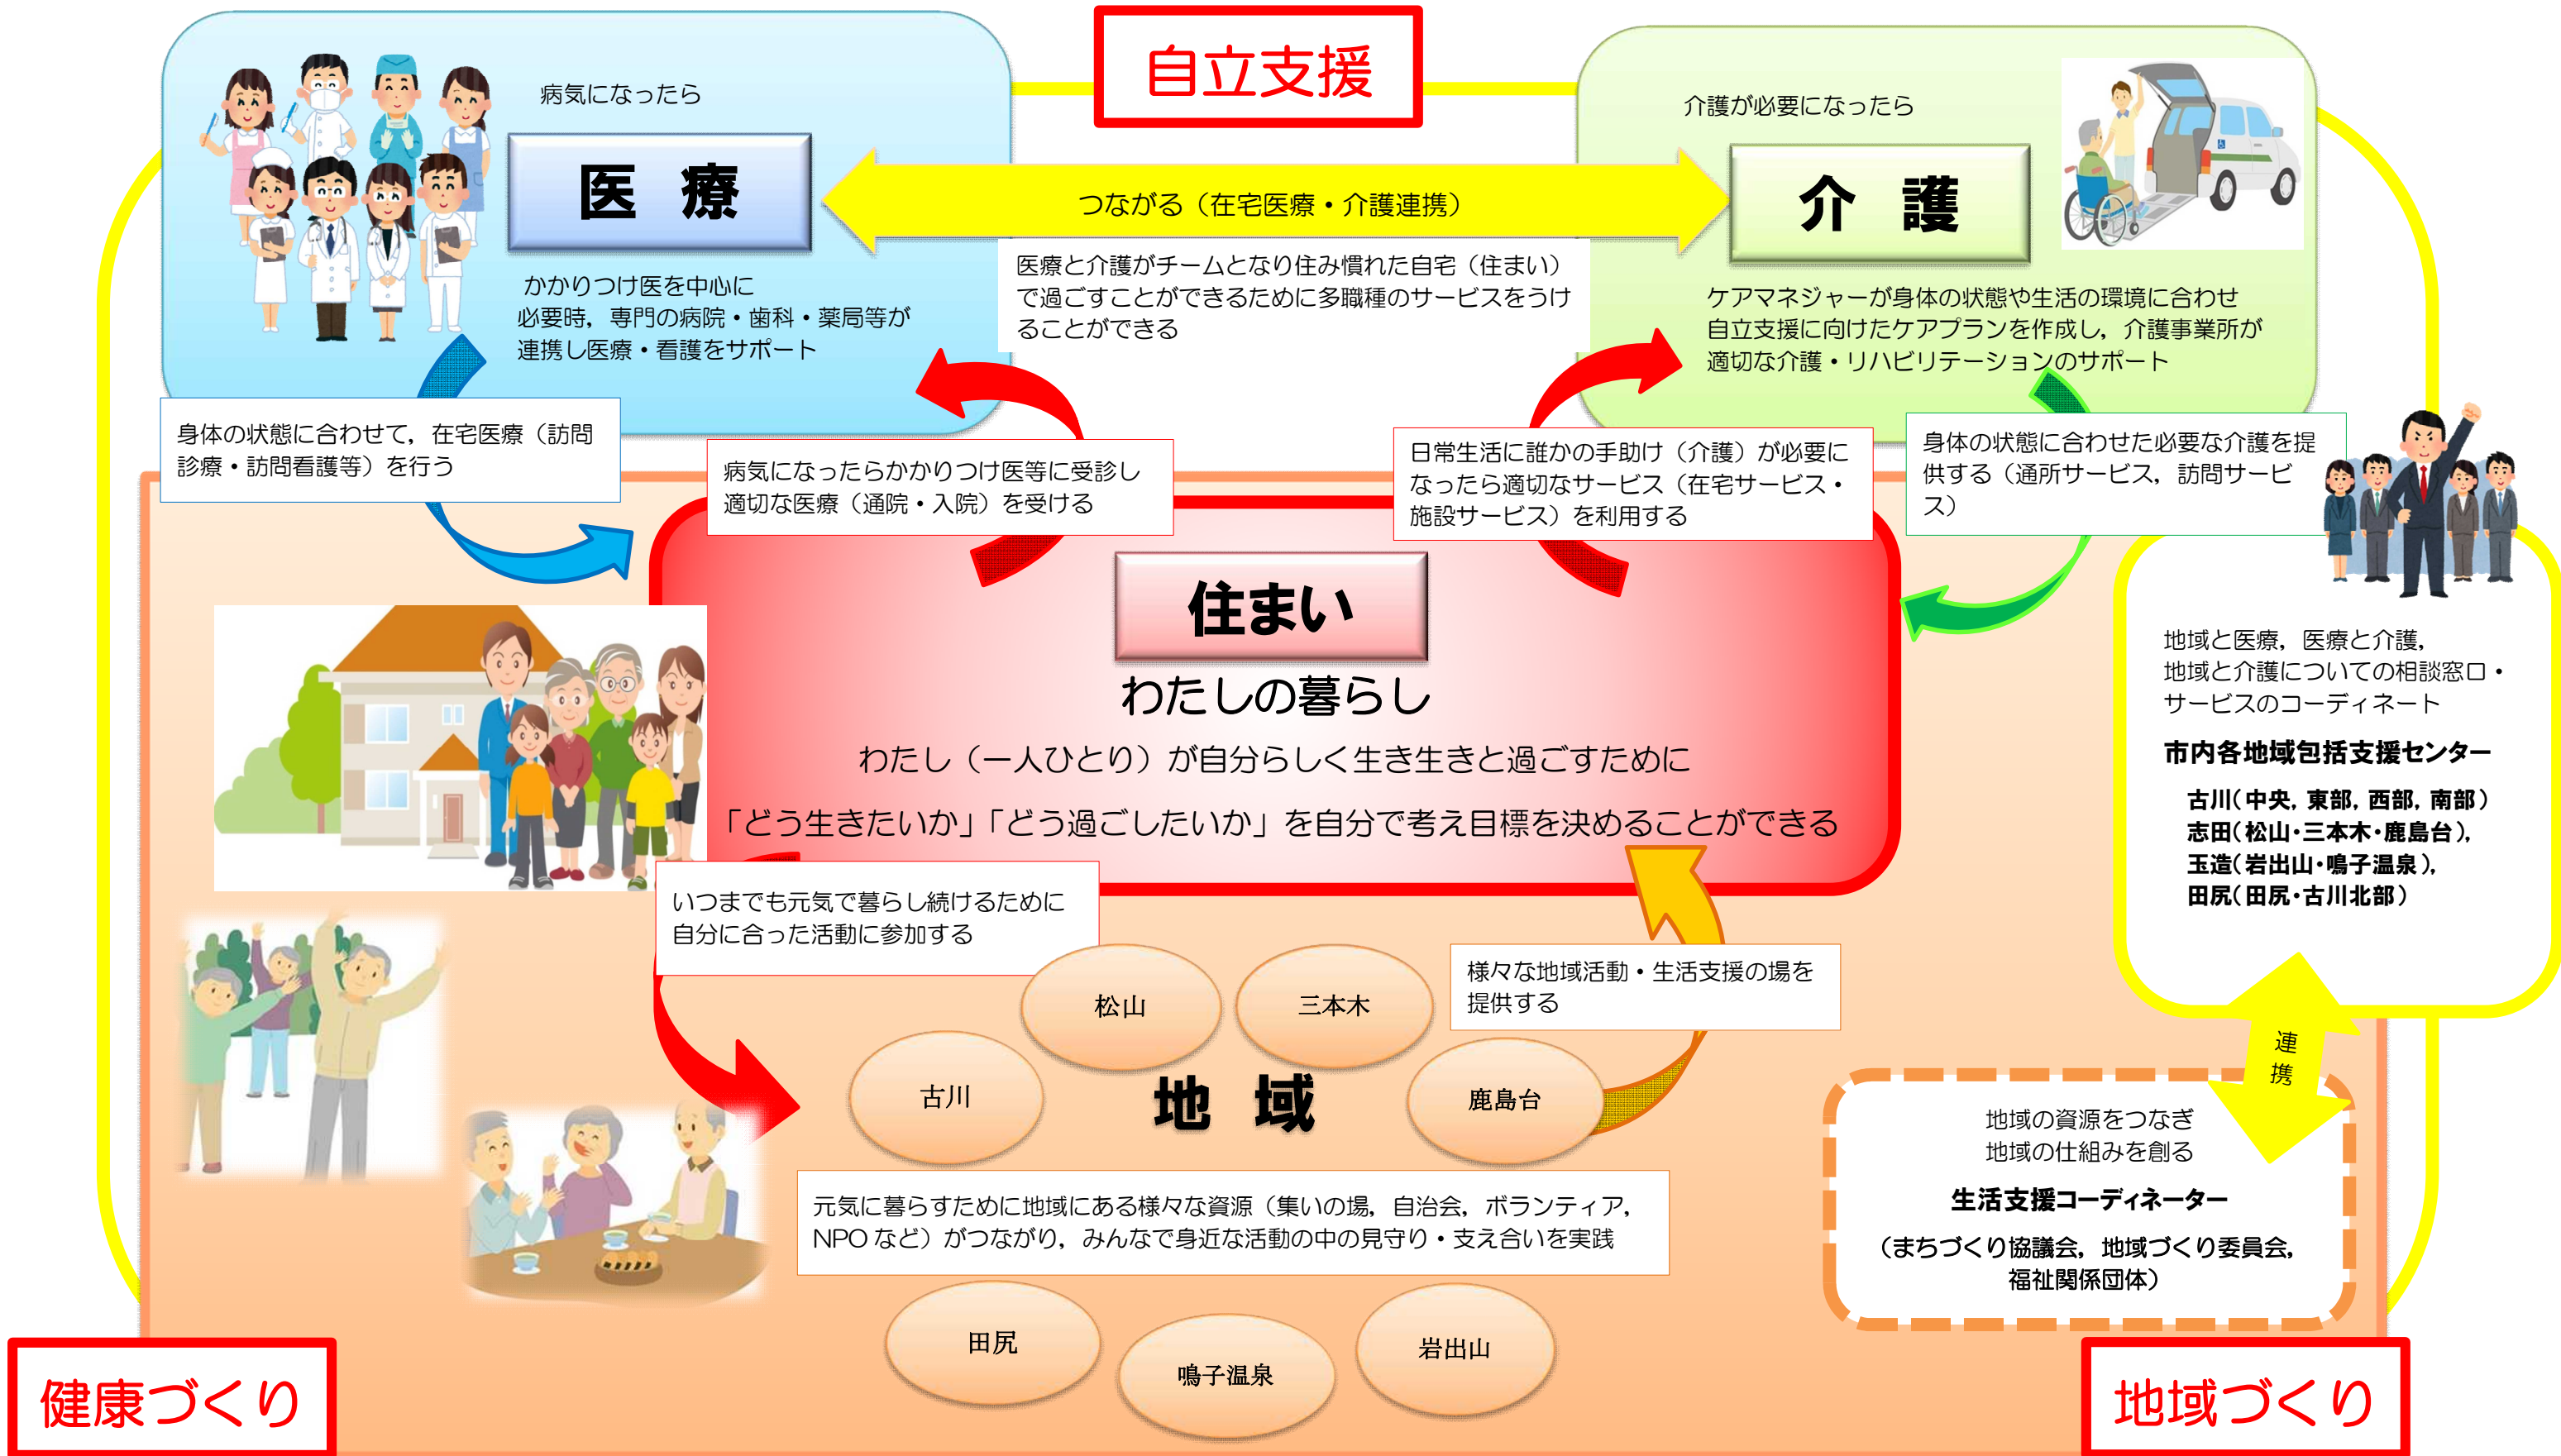 自立支援
病気になったら
医 療
かかりつけ医を中心に
必要時，専門の病院・歯科・薬局等が
連携し医療・看護をサポート
つながる（在宅医療・介護連携）
医療と介護がチームとなり住み慣れた自宅（住まい）
で過ごすことができるために多職種のサービスをうけ
ることができる
介護が必要になったら
介 護
ケアマネジャーが身体の状態や生活の環境に合わせ
自立支援に向けたケアプランを作成し，介護事業所が
適切な介護・リハビリテーションのサポート
身体の状態に合わせて，在宅医療（訪問
診療・訪問看護等）を行う
病気になったらかかりつけ医等に受診し
適切な医療（通院・入院）を受ける
日常生活に誰かの手助け（介護）が必要に
なったら適切なサービス（在宅サービス・
施設サービス）を利用する
身体の状態に合わせた必要な介護を提
供する（通所サービス，訪問サービ
ス）
住まい
わたしの暮らし
わたし（一人ひとり）が自分らしく生き生きと過ごすために
「どう生きたいか」「どう過ごしたいか」を自分で考え目標を決めることができる
地域と医療，医療と介護，
地域と介護についての相談窓口・
サービスのコーディネート
市内各地域包括支援センター
古川（中央，東部，西部，南部）
志田（松山・三本木・鹿島台），
玉造（岩出山・鳴子温泉），
田尻（田尻・古川北部）
いつまでも元気で暮らし続けるために
自分に合った活動に参加する
様々な地域活動・生活支援の場を
提供する
松山
三本木
古川
地 域
鹿島台
連
携
元気に暮らすために地域にある様々な資源（集いの場，自治会，ボランティア，
NPO など）がつながり，みんなで身近な活動の中の見守り・支え合いを実践
地域の資源をつなぎ
地域の仕組みを創る
生活支援コーディネーター
（まちづくり協議会，地域づくり委員会，
福祉関係団体）
田尻
鳴子温泉
岩出山
健康づくり
地域づくり